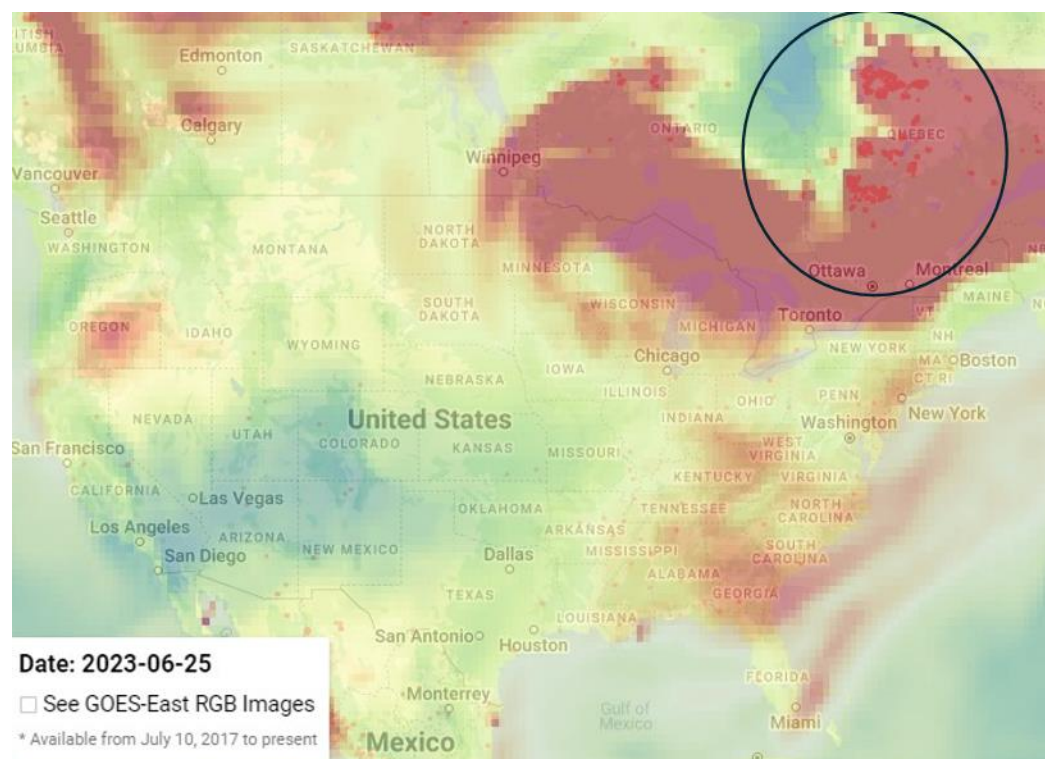 ITISH
UMBIA
Edmonton
SASKATCHEWAN
Calgary
ONTARIO
QUEBEC
Winnipeg
Vancouver
Seattle
WASHINGTON
MONTANA
NORTH
DAKOTA
MINNESOTA
Ottawa
Montreal
MAINE
OREGON
IDAHO
SOUTH
DAKOTA
WISCONSIN
MICHIGAN
Toronto
VT
NH
WYOMING
Chicago
NEW YORK
MA
Boston
CT RI
IOWA
NEBRASKA
ILLINOIS
OHIO
PENN
INDIANA
New York
NEVADA
United States
Washington
UTAH
COLORADO
KANSAS
MISSOURI
WEST
VIRGINIA
San Francisco
KENTUCKY
VIRGINIA
CALIFORNIA
Las Vegas
OKLAHOMA
TENNESSEE
NORTH
CAROLINA
Los Angeles
ARIZONA
NEW MEXICO
ARKANSAS
MISSISSIPPI
SOUTH
CAROLINA
San Diego
Dallas
ALABAMA
GEORGIA
TEXAS
LOUISIANA
San Antonio
Houston
FLORIDA
Monterrey
Gulf of
Mexico
Miami
Mexico
Date: 2023-06-25
See GOES-East RGB Images
* Available from July 10, 2017 to present